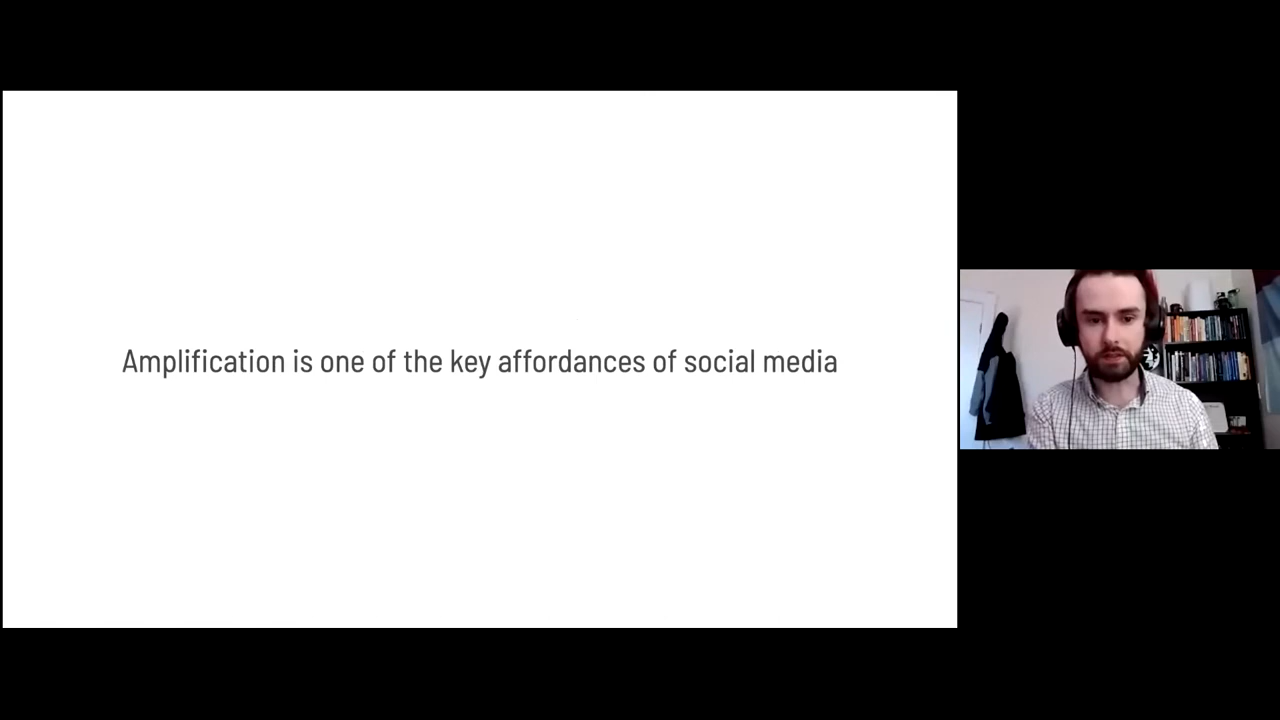 Amplification is one of the key affordances of social media